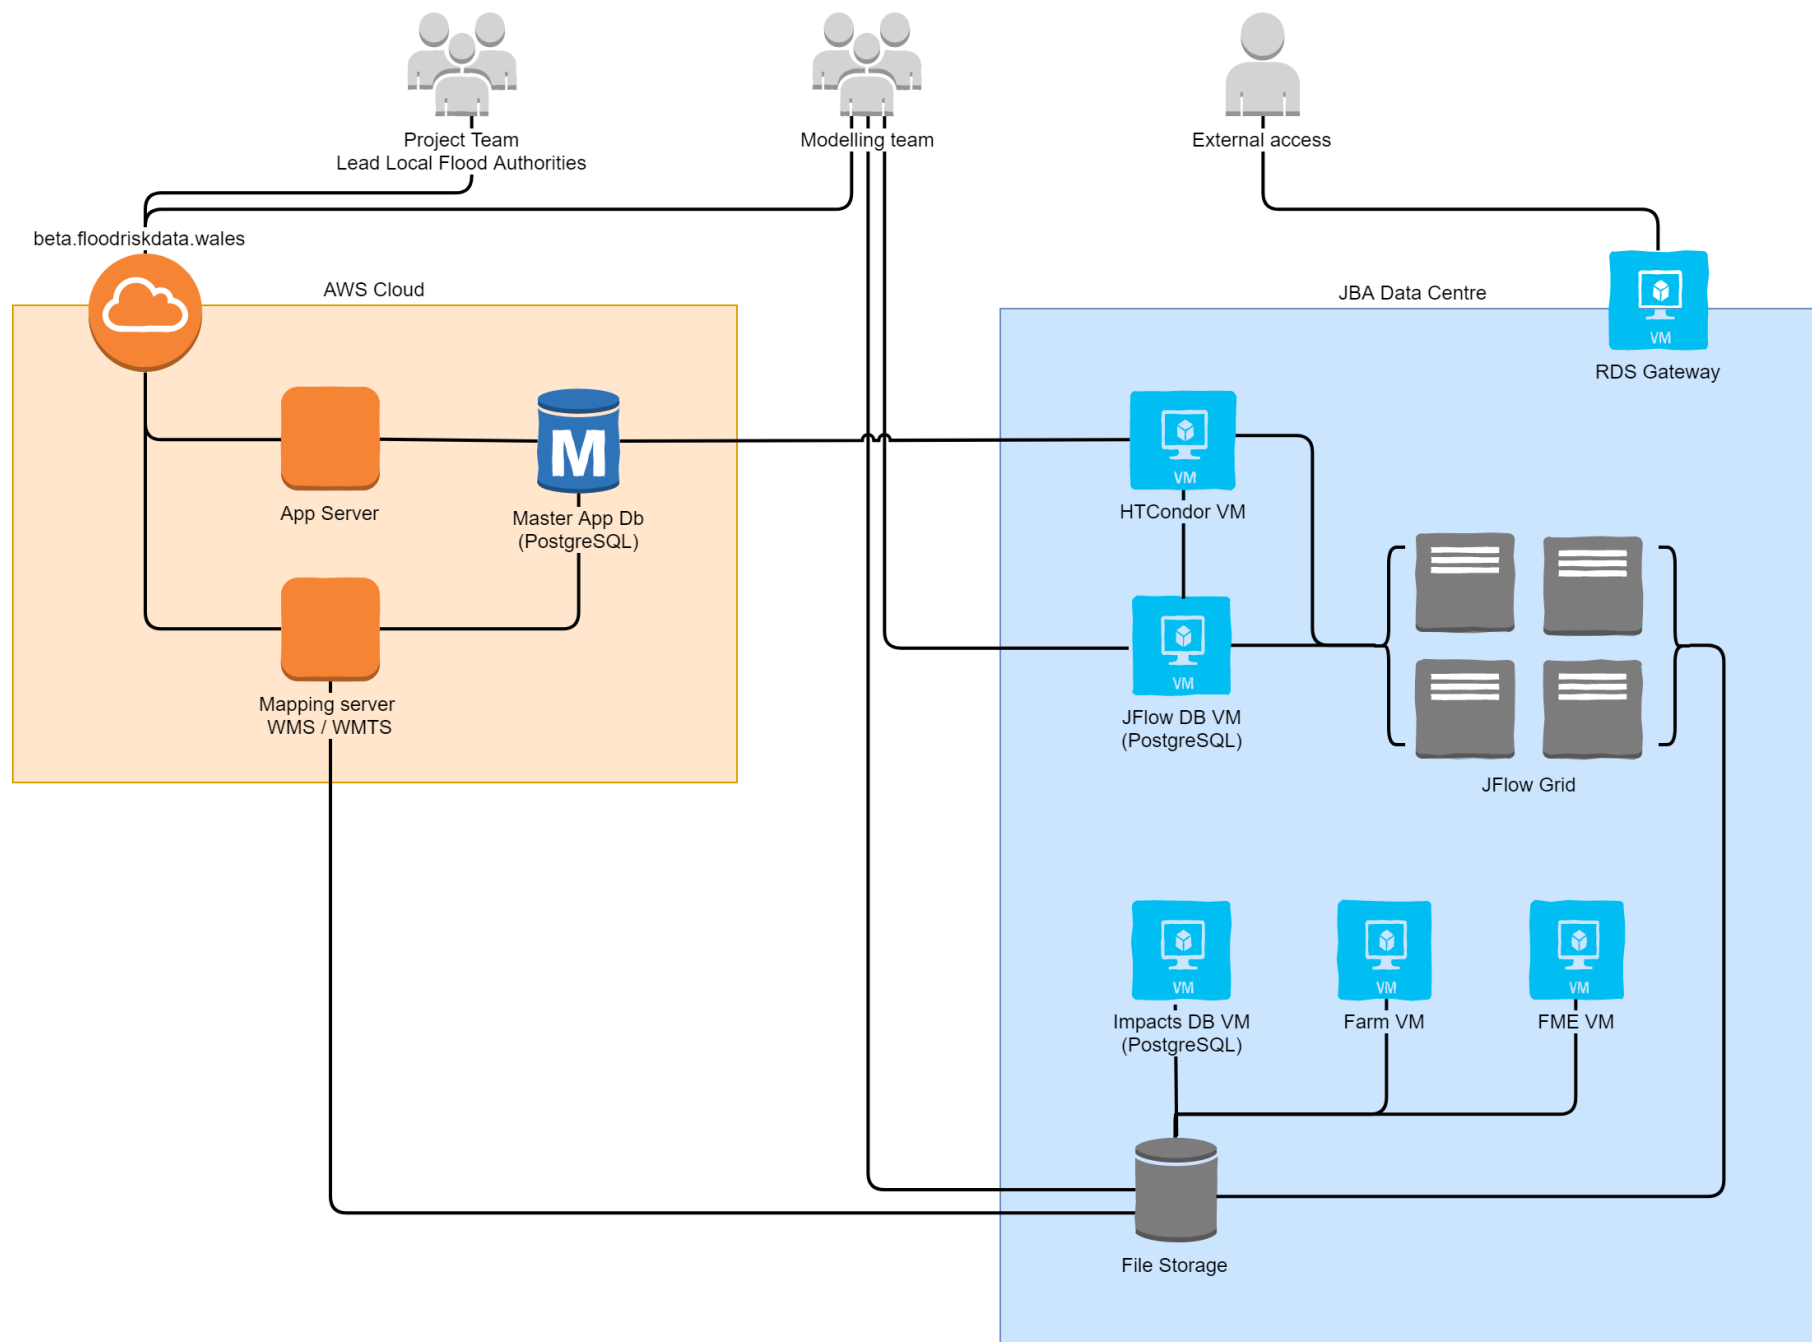 Project Team
Lead Local Flood Authorities
Modelling team
External access
beta.floodriskdata.wales
AWS Cloud
JBA Data Centre
VM
RDS Gateway
App Server
M
Master App Db
(PostgreSQL)
VM
HTCondor VM
Mapping server
WMS / WMTS
VM
JFlow DB VM
(PostgreSQL)
JFlow Grid
VM
Impacts DB VM
(PostgreSQL)
VM
Farm VM
VM
FME VM
File Storage